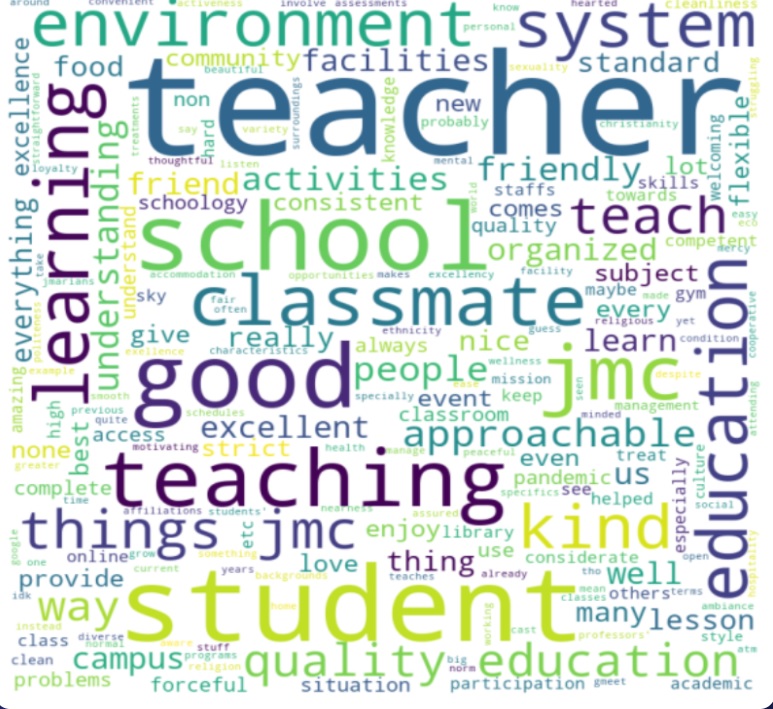 around convenient activeness involve assessments know hearted cleanliness
environment system
personal
community facilities standard
food beautiful sexuality
teacher
excellence
straightforward
learning
understanding
treatments
non
hard
say variety
surroundings
knowledge
new
probably
christianity
welcoming
flexible
struggling
thoughtful listen mental friendly lot
loyalty
friend activities staffs skills
towards
schoology consistent world comes teach easy
eco
school quality
organized competent
mercy
everything
take
jmarians
understand
politeness
accommodation opportunities makes excellency facility subject
sky classmate maybe made gym
fair
often
every
religious yet
education
cooperative
give really ethnicity guess nice learn condition
always
exellence characteristics wellness despite
example
good people ease mission seen jmc
amazing
smooth specially event keep management
previous schedules classroom minded
attending
high
quite
best
access excellent approachable
none motivating strict health manage peaceful even treat
greater
teaching pandemic us
culture
complete specifics see helped
especially
time affiliations students' nearness assured social
things jmc etc enjoy library kind
google
one
online grow something love thing use considerate open
hospitality
current years teaches already tho well
provide backgrounds others terms
idk
student
home
mean
classes
ambiance
way many lesson
instead
working
cast professors'
class diverse
normal
aware stuff style
atm
clean campus programs
religion
quality education
big
norm
problems forceful situation participation gmeet academic